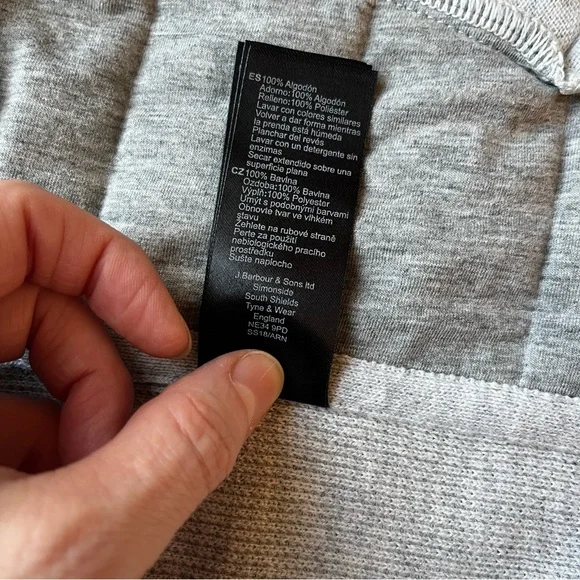 ES100% Algodón
Adorno:100% Algodón
Relleno:100% Poliéster
Lavar con colores similares
Volver a dar forma mientras
la prenda está húmeda
Planchar del revés
Lavar con un detergente sin
enzimas
Secar extendido sobre una
superficie plana
CZ100% Bavlna
Ozdoba:100% Bavlna
Výplň:100% Polyester
Umýt s podobnými barvami
Obnovte tvar ve vlhkém
stavu
Žehlete na rubové straně
Perte za použití
nebiologického pracího
prostředku
Sušte naplocho
J.Barbour & Sons ltd
Simonside
South Shields
Tyne & Wear
England
NE34 9PD
SS18/ARN